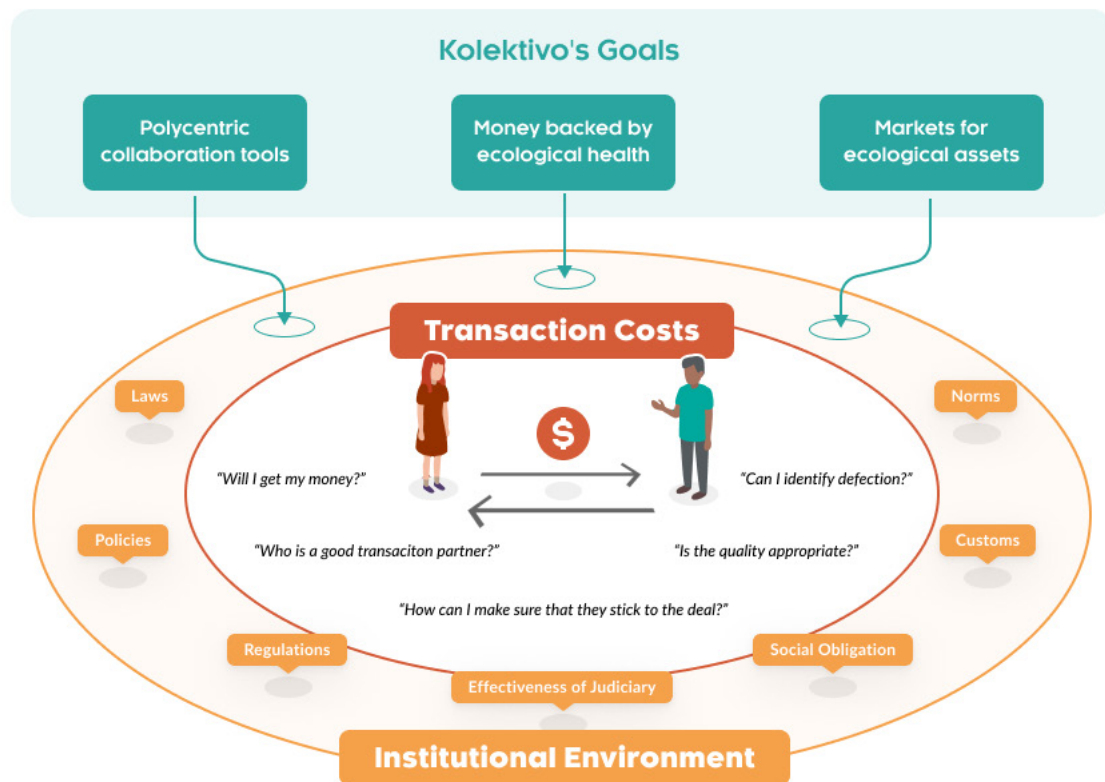 Kolektivo's Goals
Polycentric
collaboration tools
Money backed by
ecological health
Markets for
ecological assets
Transaction Costs
Laws
Norms
$
“Will I get my money?”
“Can I identify defection?”
Policies
Customs
“Who is a good transaciton partner?”
“Is the quality appropriate?”
“How can I make sure that they stick to the deal?”
Regulations
Social Obligation
Effectiveness of Judiciary
Institutional Environment